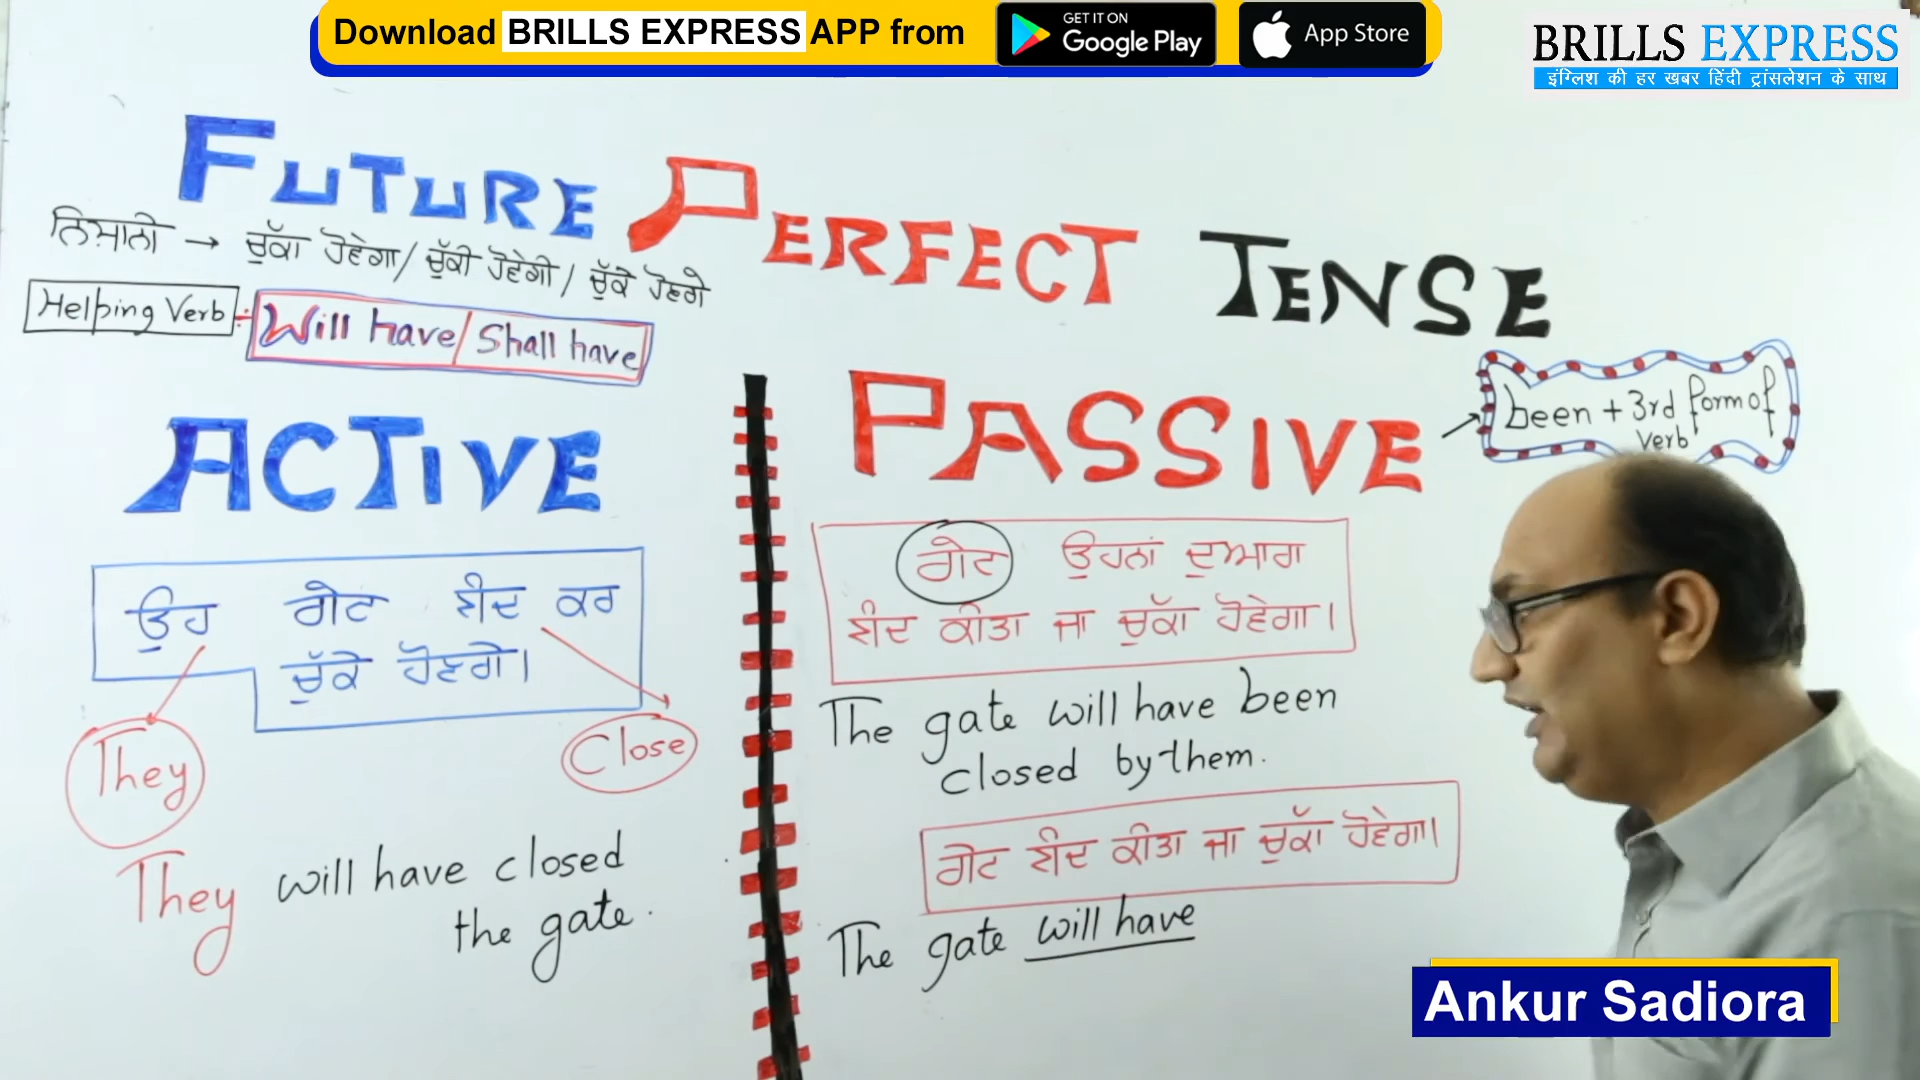 Download BRILLS EXPRESS APP from
GET IT ON
Google Play
App Store
BRILLS EXPRESS
इंग्लिश की हर खबर हिंदी ट्रांसलेशन के साथ
FUTURE PERFECT TENSE
ਨਿਸ਼ਾਨੀ → ਚੁੱਕਾ ਹੋਵੇਗਾ/ ਚੁੱਕੀ ਹੋਵੇਗੀ/ ਚੁੱਕੇ ਹੋਣਗੇ
Helping Verb :- Will have/ Shall have
ACTIVE
PASSIVE
been + 3rd form of
verb
ਉਹ ਗੇਟ ਬੰਦ ਕਰ
ਚੁੱਕੇ ਹੋਣਗੇ।
They
Close
They will have closed
the gate.
ਗੇਟ ਉਹਨਾਂ ਦੁਆਰਾ
ਬੰਦ ਕੀਤਾ ਜਾ ਚੁੱਕਾ ਹੋਵੇਗਾ।
The gate will have been
closed by them.
ਗੇਟ ਬੰਦ ਕੀਤਾ ਜਾ ਚੁੱਕਾ ਹੋਵੇਗਾ।
The gate will have
Ankur Sadiora